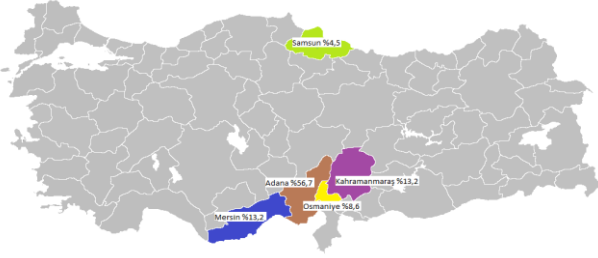 Samsun %4,5
Adana %56,7
Kahramanmaraş %13,2
Osmaniye %8,6
Mersin %13,2